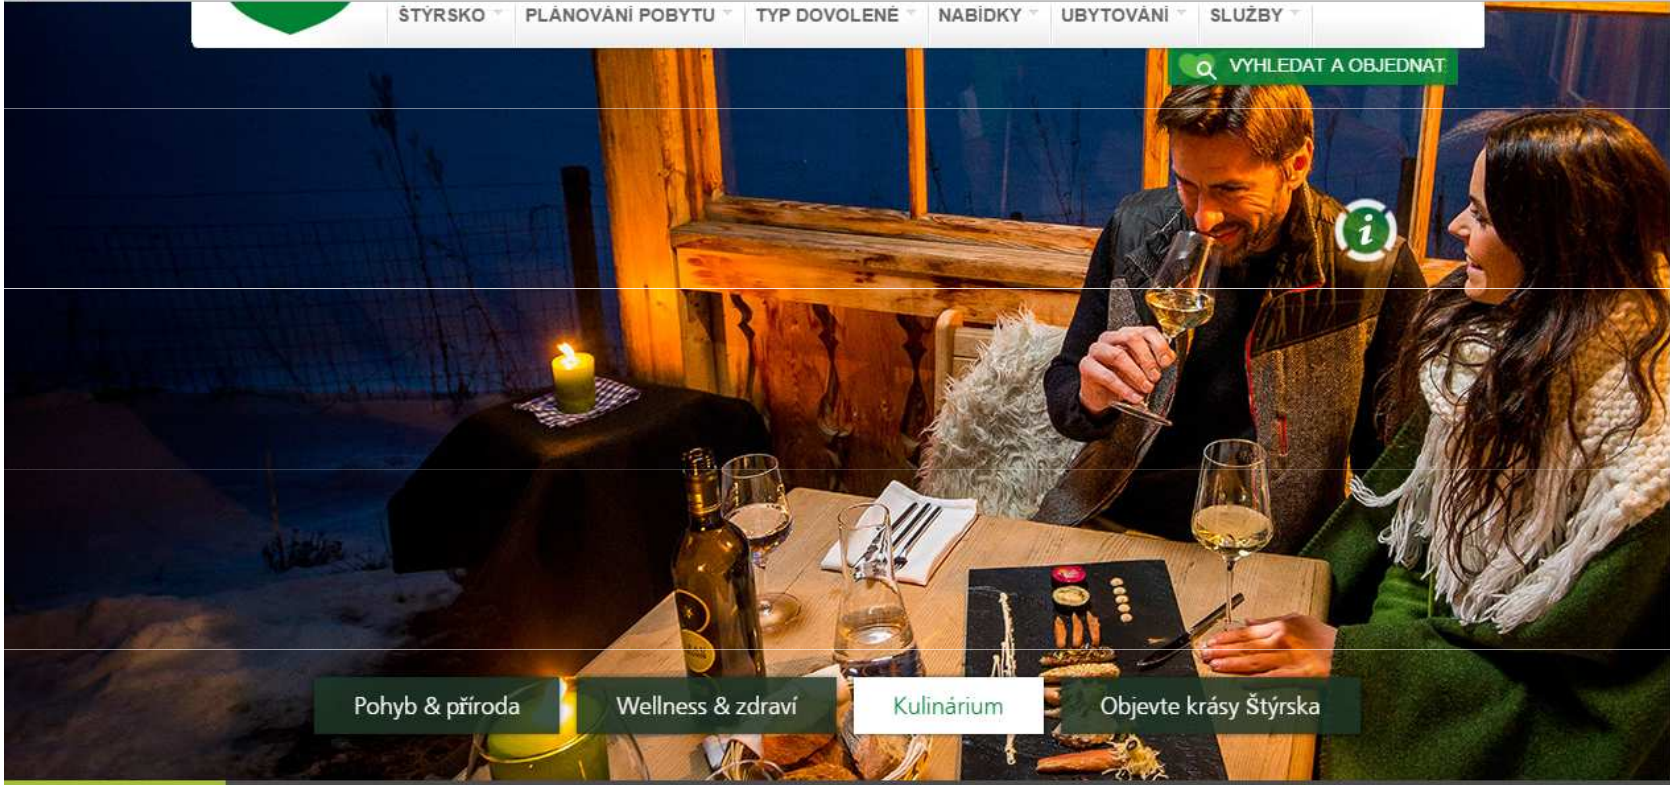 ŠTÝRSKO PLÁNOVÁNÍ POBYTU TYP DOVOLENÉ NABÍDKY UBYTOVÁNÍ SLUŽBY
VYHLEDAT A OBJEDNAT
i
Pohyb & příroda Wellness & zdraví Kulinárium Objevte krásy Štýrska